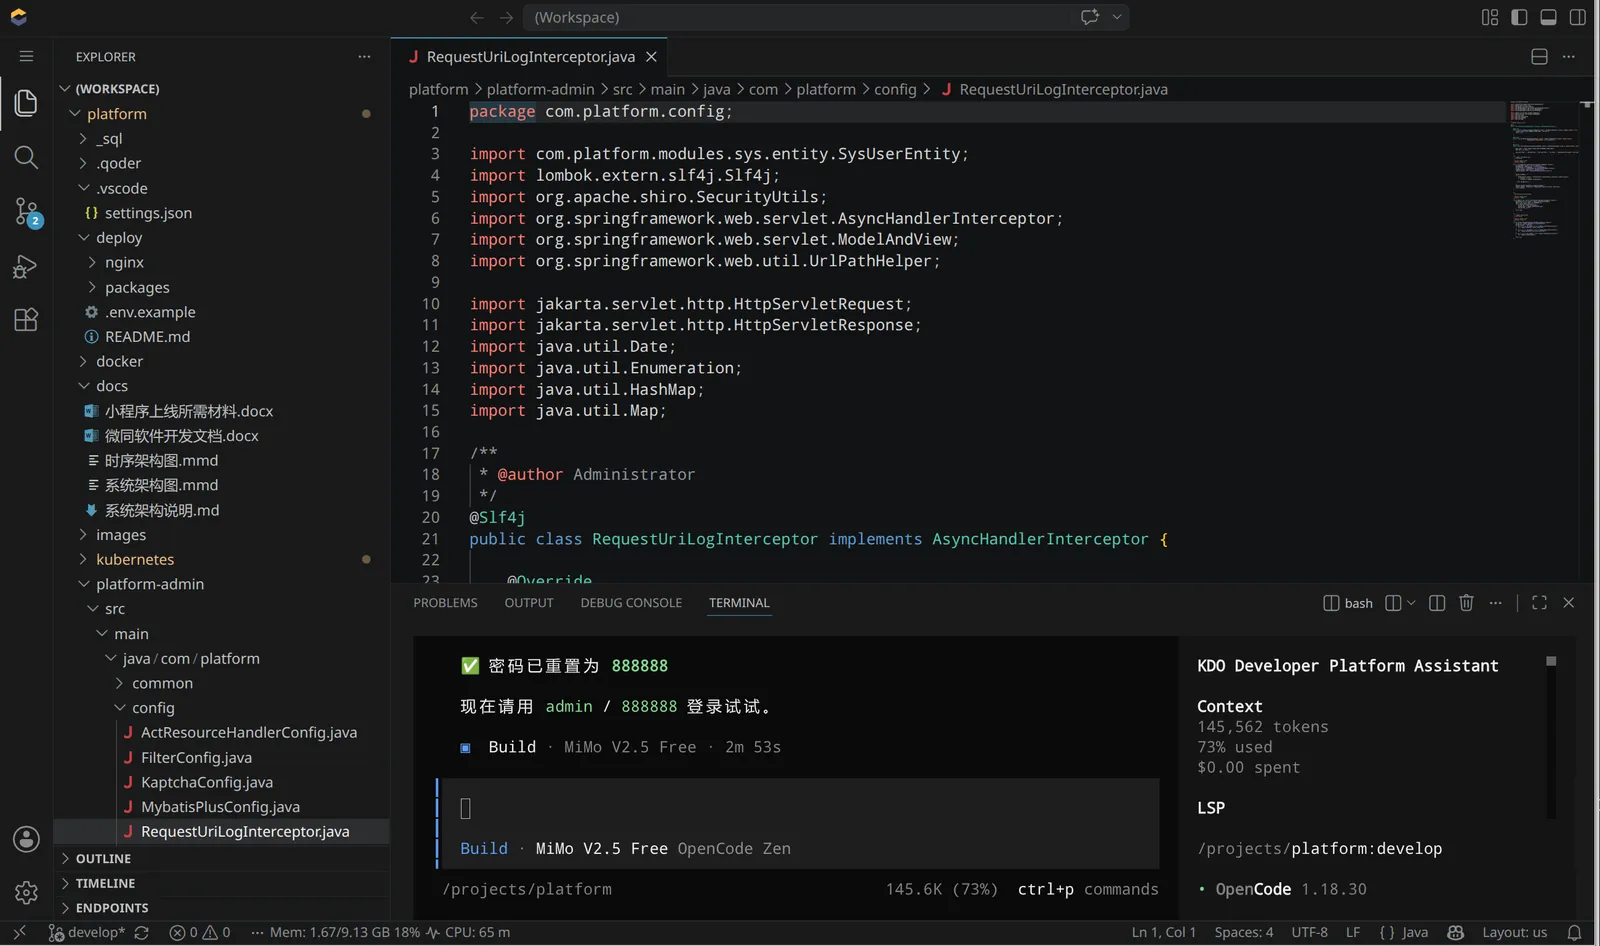 (Workspace)
EXPLORER
(WORKSPACE)
platform
_sql
.qoder
.vscode
{} settings.json
deploy
nginx
packages
.env.example
README.md
docker
docs
小程序上线所需材料.docx
微同软件开发文档.docx
时序架构图.mmd
系统架构图.mmd
系统架构说明.md
images
kubernetes
platform-admin
src
main
java / com / platform
common
config
J ActResourceHandlerConfig.java
J FilterConfig.java
J KaptchaConfig.java
J MybatisPlusConfig.java
J RequestUriLogInterceptor.java
OUTLINE
TIMELINE
ENDPOINTS
2
J RequestUriLogInterceptor.java
platform > platform-admin > src > main > java > com > platform > config > J RequestUriLogInterceptor.java
1 package com.platform.config;
2
3 import com.platform.modules.sys.entity.SysUserEntity;
4 import lombok.extern.slf4j.Slf4j;
5 import org.apache.shiro.SecurityUtils;
6 import org.springframework.web.servlet.AsyncHandlerInterceptor;
7 import org.springframework.web.servlet.ModelAndView;
8 import org.springframework.web.util.UrlPathHelper;
9
10 import jakarta.servlet.http.HttpServletRequest;
11 import jakarta.servlet.http.HttpServletResponse;
12 import java.util.Date;
13 import java.util.Enumeration;
14 import java.util.HashMap;
15 import java.util.Map;
16
17 /**
18 * @author Administrator
19 */
20 @Slf4j
21 public class RequestUriLogInterceptor implements AsyncHandlerInterceptor {
22
23 @Override
PROBLEMS OUTPUT DEBUG CONSOLE TERMINAL
bash
✅ 密码已重置为 888888
现在请用 admin / 888888 登录试试。
Build · MiMo V2.5 Free · 2m 53s
Build · MiMo V2.5 Free OpenCode Zen
/projects/platform 145.6K (73%) ctrl+p commands
KDO Developer Platform Assistant
Context
145,562 tokens
73% used
$0.00 spent
LSP
/projects/platform:develop
• OpenCode 1.18.30
develop* 0 0 ··· Mem: 1.67/9.13 GB 18% CPU: 65 m
Ln 1, Col 1 Spaces: 4 UTF-8 LF {} Java Layout: us